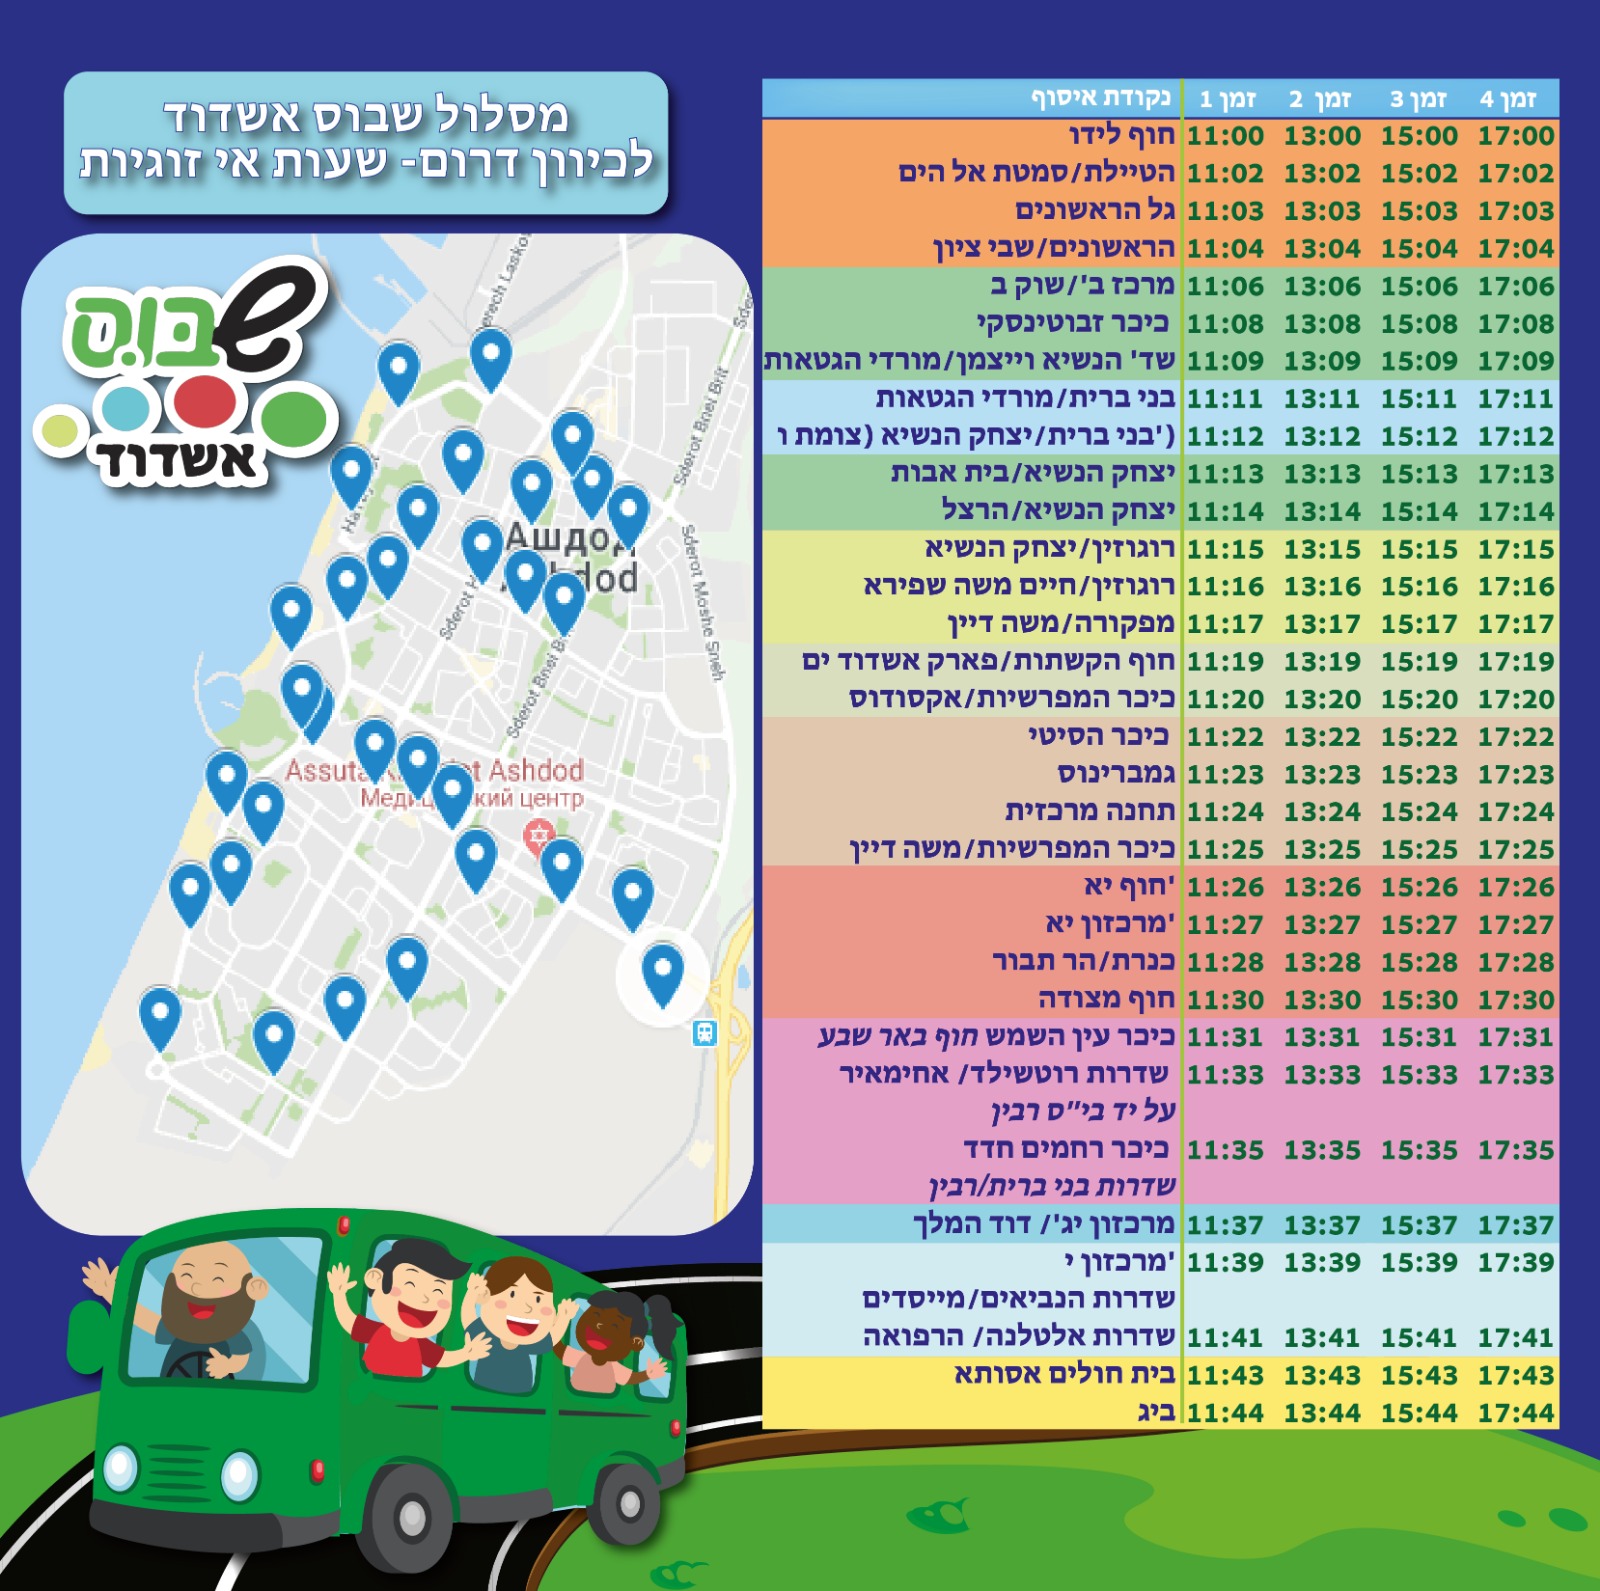 מסלול שבוס אשדוד
לכיוון דרום- שעות אי זוגיות
שבוס
אשדוד
Sderot Bnei Brit
Ашдод
Sderot Moshe Sneh
Sderot Bnei Br
Assuta
et Ashdod
центр
נקודת איסוף זמן 1 זמן 2 זמן 3 זמן 4
חוף לידו 11:00 13:00 15:00 17:00
הטיילת/סמטת אל הים 11:02 13:02 15:02 17:02
גל הראשונים 11:03 13:03 15:03 17:03
הראשונים/שבי ציון 11:04 13:04 15:04 17:04
מרכז ב'/שוק ב 11:06 13:06 15:06 17:06
כיכר זבוטינסקי 11:08 13:08 15:08 17:08
שד' הנשיא וייצמן/מורדי הגטאות 11:09 13:09 15:09 17:09
בני ברית/מורדי הגטאות 11:11 13:11 15:11 17:11
('בני ברית/יצחק הנשיא (צומת ו 11:12 13:12 15:12 17:12
יצחק הנשיא/בית אבות 11:13 13:13 15:13 17:13
יצחק הנשיא/הרצל 11:14 13:14 15:14 17:14
רוגוזין/יצחק הנשיא 11:15 13:15 15:15 17:15
רוגוזין/חיים משה שפירא 11:16 13:16 15:16 17:16
מפקורה/משה דיין 11:17 13:17 15:17 17:17
חוף הקשתות/פארק אשדוד ים 11:19 13:19 15:19 17:19
כיכר המפרשיות/אקסודוס 11:20 13:20 15:20 17:20
כיכר הסיטי 11:22 13:22 15:22 17:22
גמברינוס 11:23 13:23 15:23 17:23
תחנה מרכזית 11:24 13:24 15:24 17:24
כיכר המפרשיות/משה דיין 11:25 13:25 15:25 17:25
'חוף יא 11:26 13:26 15:26 17:26
'מרכזון יא 11:27 13:27 15:27 17:27
כנרת/הר תבור 11:28 13:28 15:28 17:28
חוף מצודה 11:30 13:30 15:30 17:30
כיכר עין השמש חוף באר שבע 11:31 13:31 15:31 17:31
שדרות רוטשילד/ אחימאיר 11:33 13:33 15:33 17:33
על יד בי"ס רבין
כיכר רחמים חדד 11:35 13:35 15:35 17:35
שדרות בני ברית/רבין
מרכזון יג'/ דוד המלך 11:37 13:37 15:37 17:37
'מרכזון י 11:39 13:39 15:39 17:39
שדרות הנביאים/מייסדים
שדרות אלטלנה/ הרפואה 11:41 13:41 15:41 17:41
בית חולים אסותא 11:43 13:43 15:43 17:43
ביג 11:44 13:44 15:44 17:44